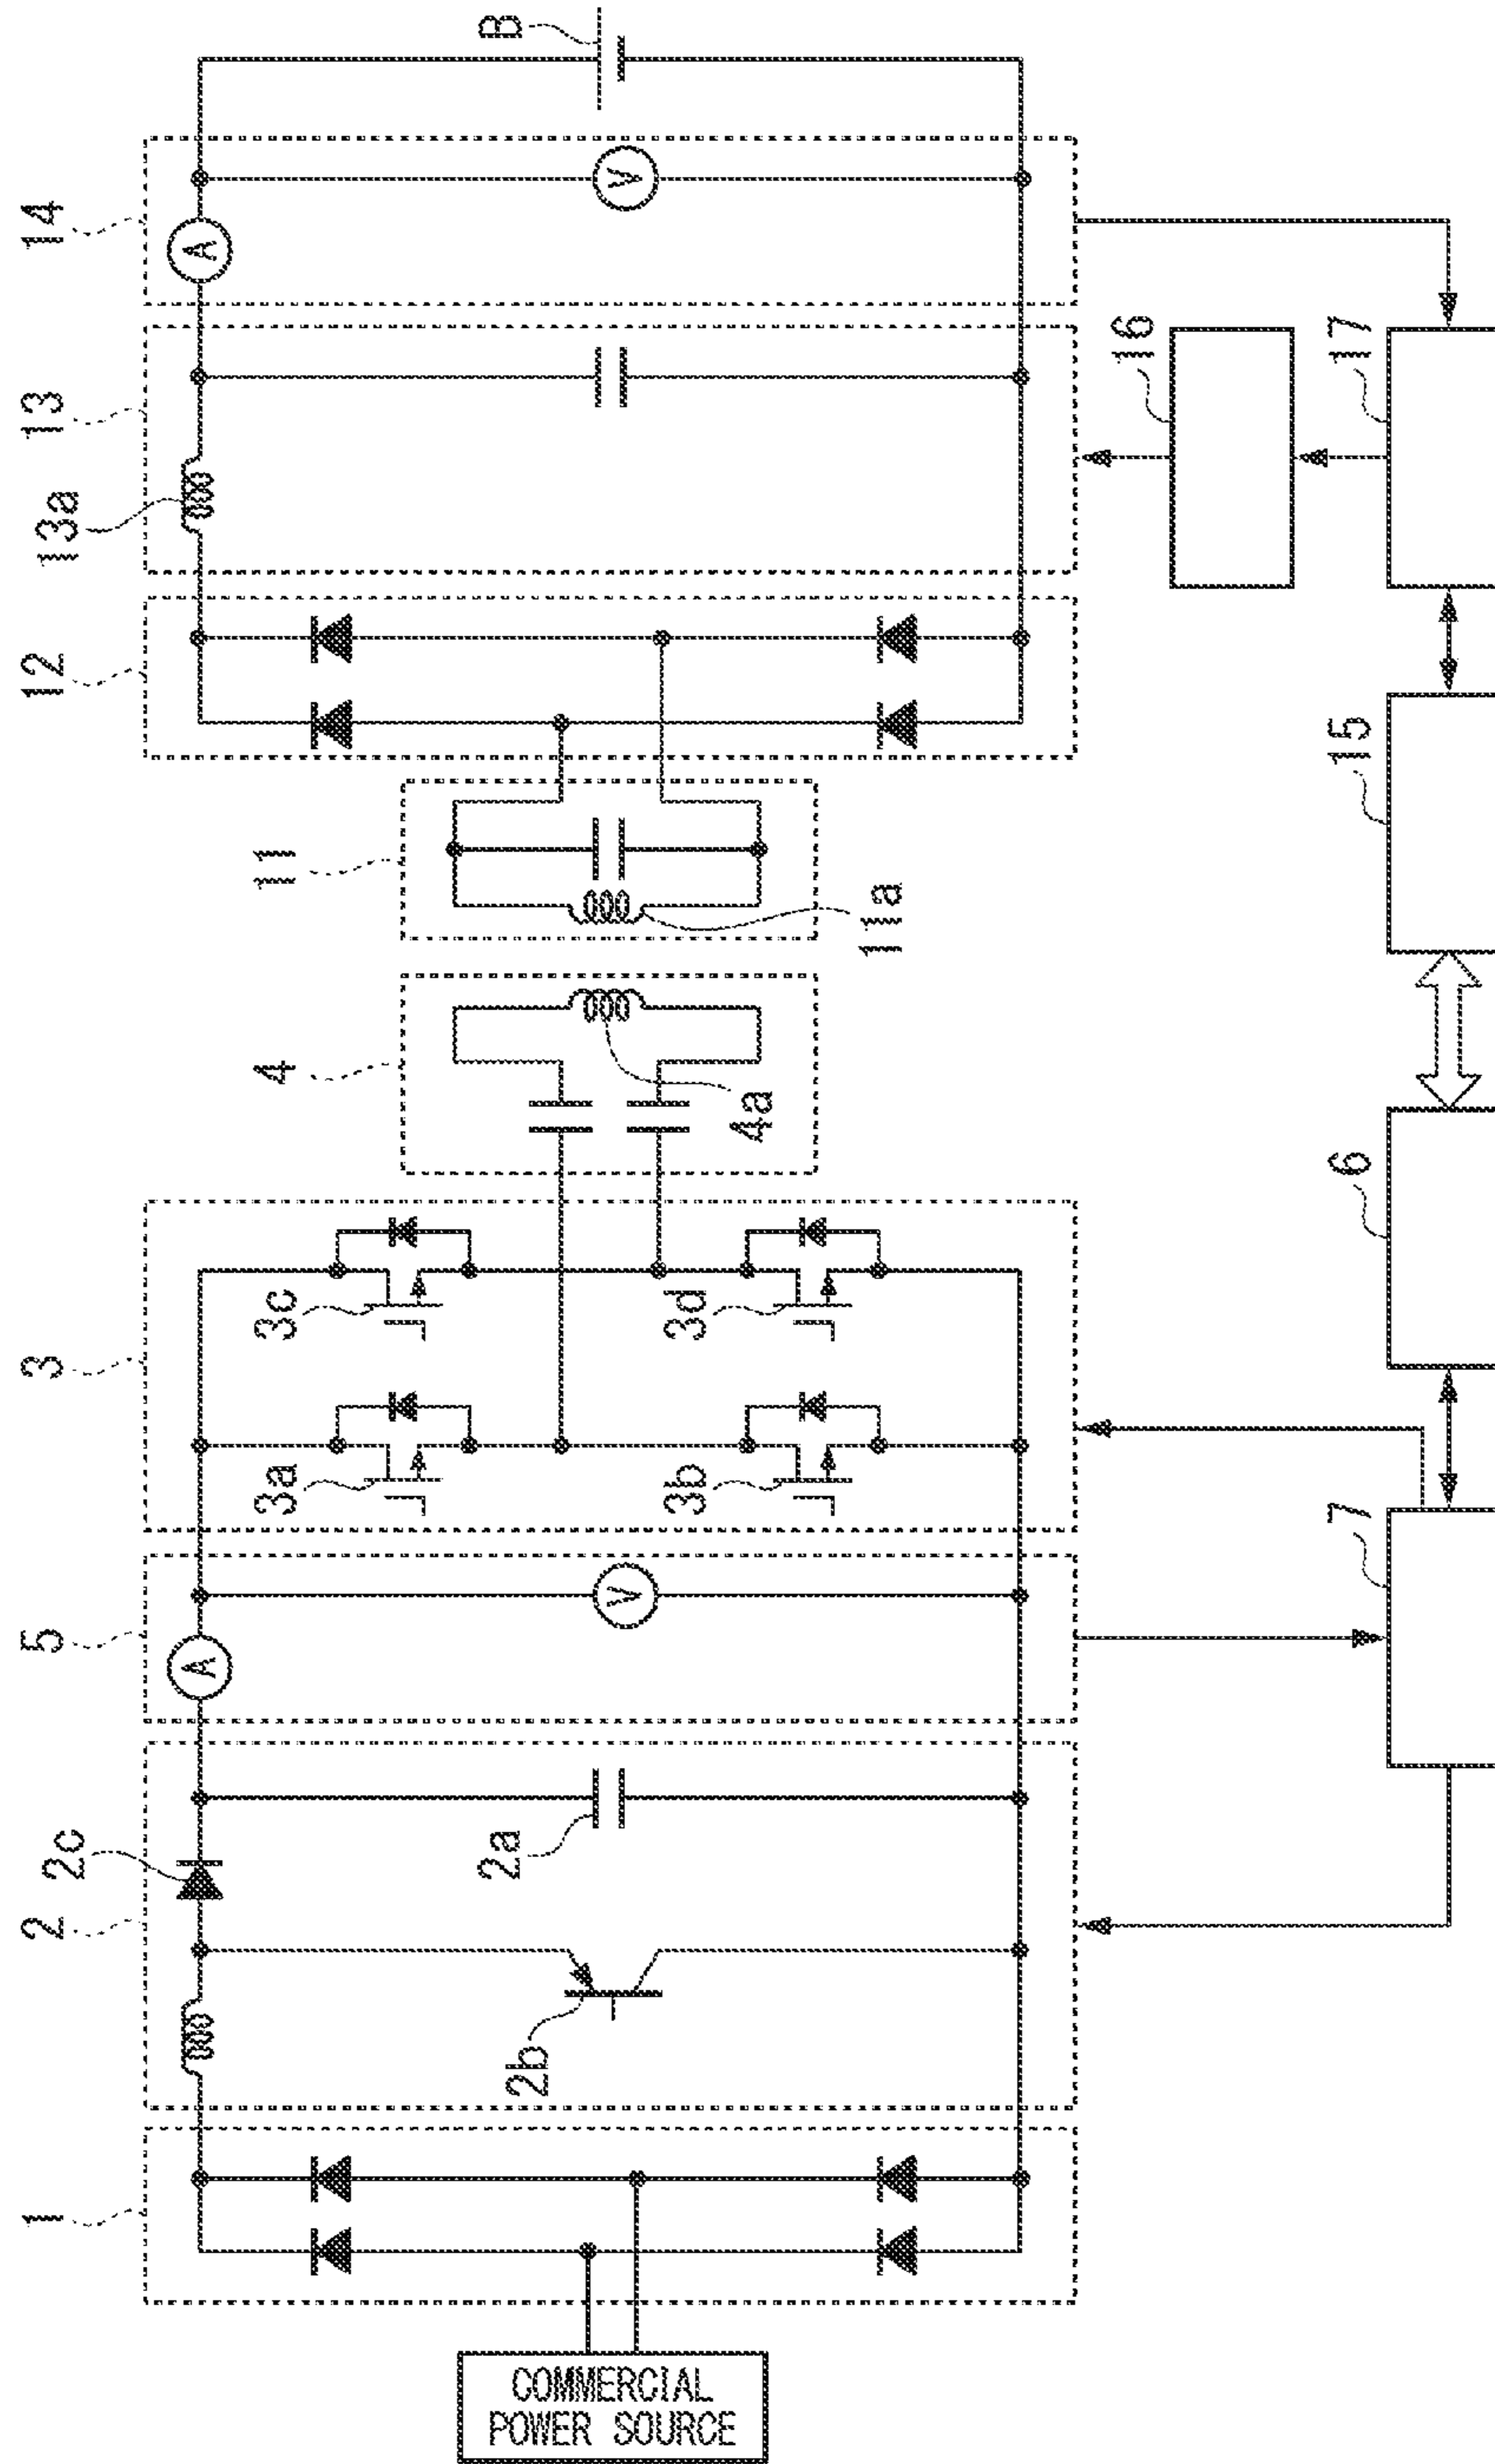 1
2
2c
5
3
4
11
12
13a
13
14
B
A
A
V
V
2b
2a
3a
3b
3c
3d
4a
11a
COMMERCIAL
POWER SOURCE
7
6
15
17
16